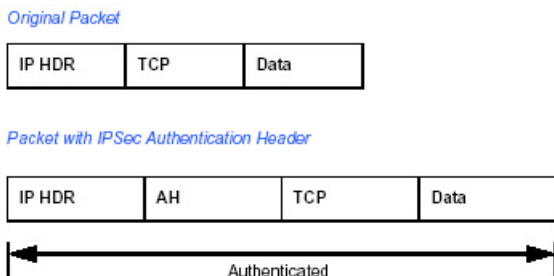 Original Packet
IP HDR TCP Data
Packet with IPSec Authentication Header
IP HDR AH TCP Data
Authenticated